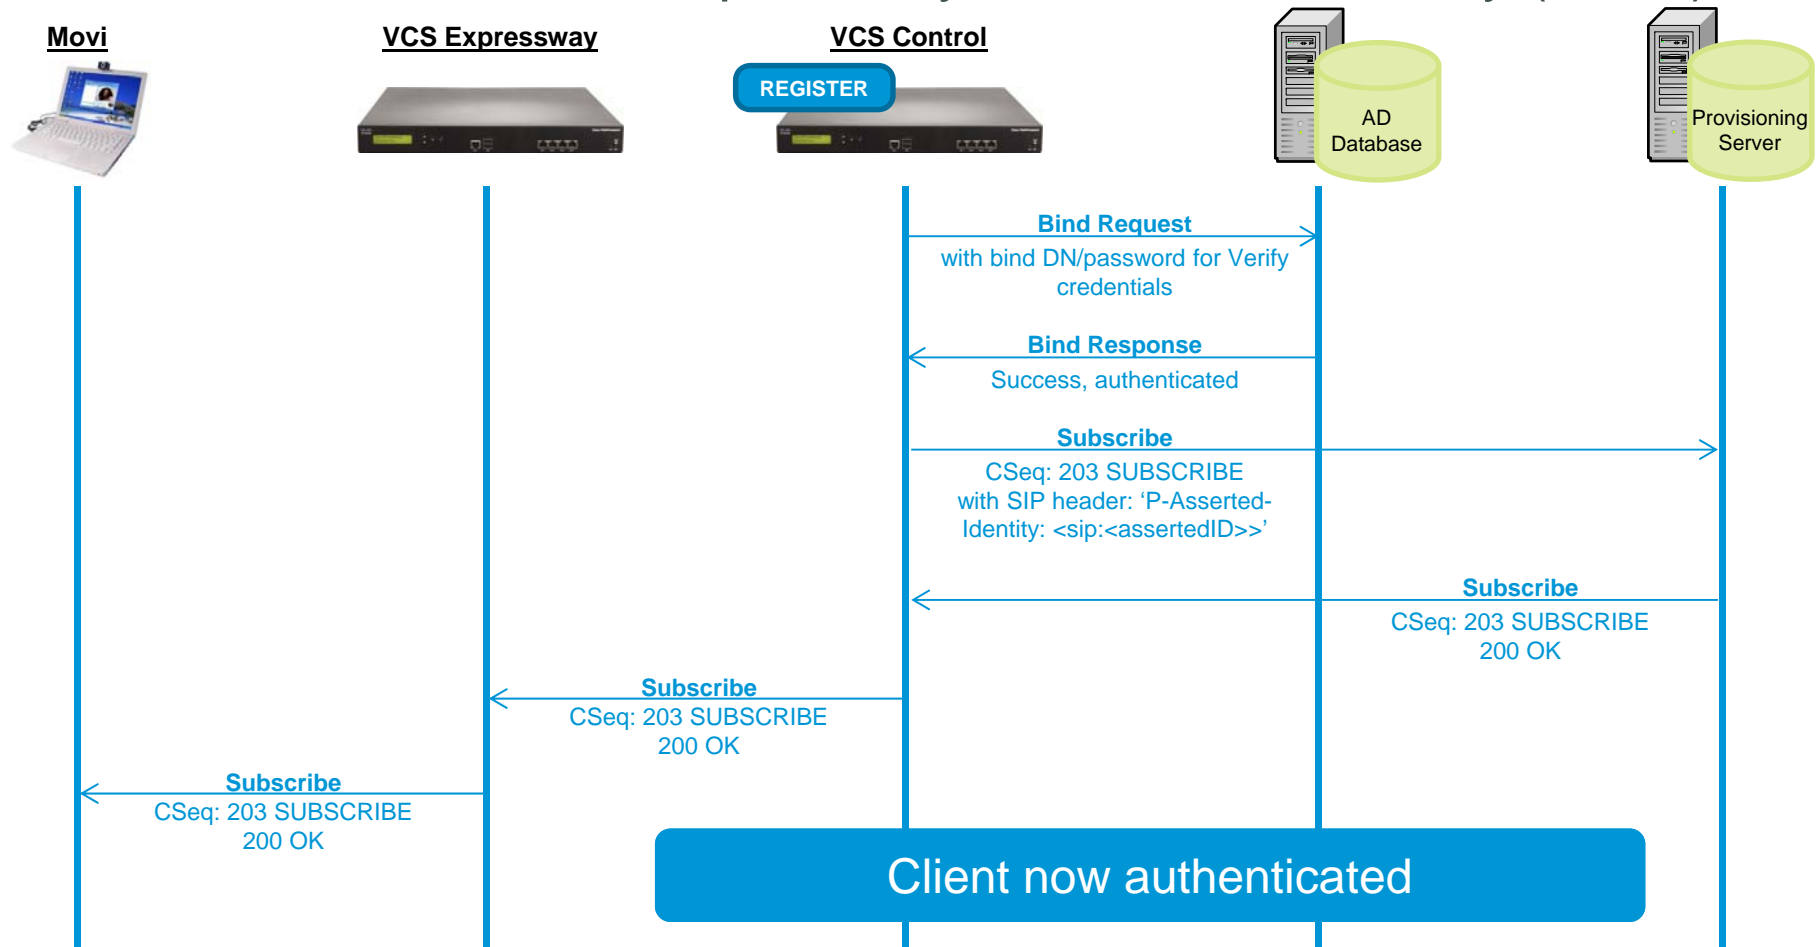 Movi
VCS Expressway
VCS Control
REGISTER
AD
Database
Provisioning
Server
Bind Request
with bind DN/password for Verify
credentials
Bind Response
Success, authenticated
Subscribe
CSeq: 203 SUBSCRIBE
with SIP header: ‘P-Asserted-
Identity: <sip:<assertedID>>’
Subscribe
CSeq: 203 SUBSCRIBE
200 OK
Subscribe
CSeq: 203 SUBSCRIBE
200 OK
Subscribe
CSeq: 203 SUBSCRIBE
200 OK
Client now authenticated